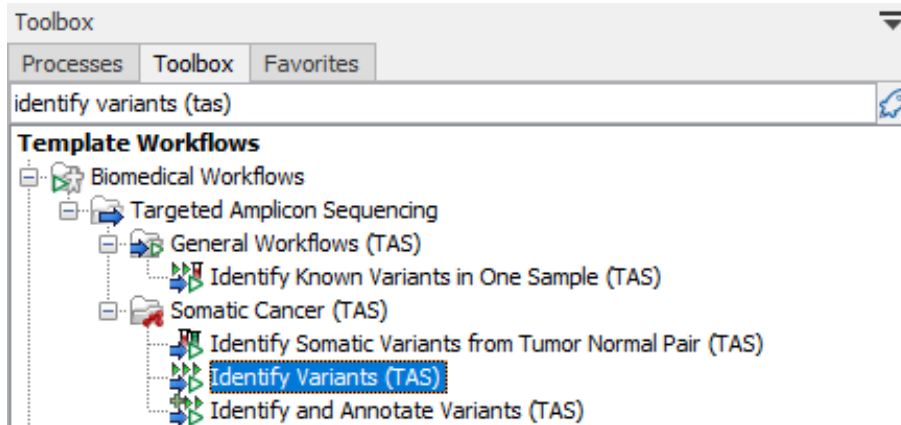 Toolbox
Processes Toolbox Favorites
identify variants (tas)
Template Workflows
Biomedical Workflows
Targeted Amplicon Sequencing
General Workflows (TAS)
Identify Known Variants in One Sample (TAS)
Somatic Cancer (TAS)
Identify Somatic Variants from Tumor Normal Pair (TAS)
Identify Variants (TAS)
Identify and Annotate Variants (TAS)